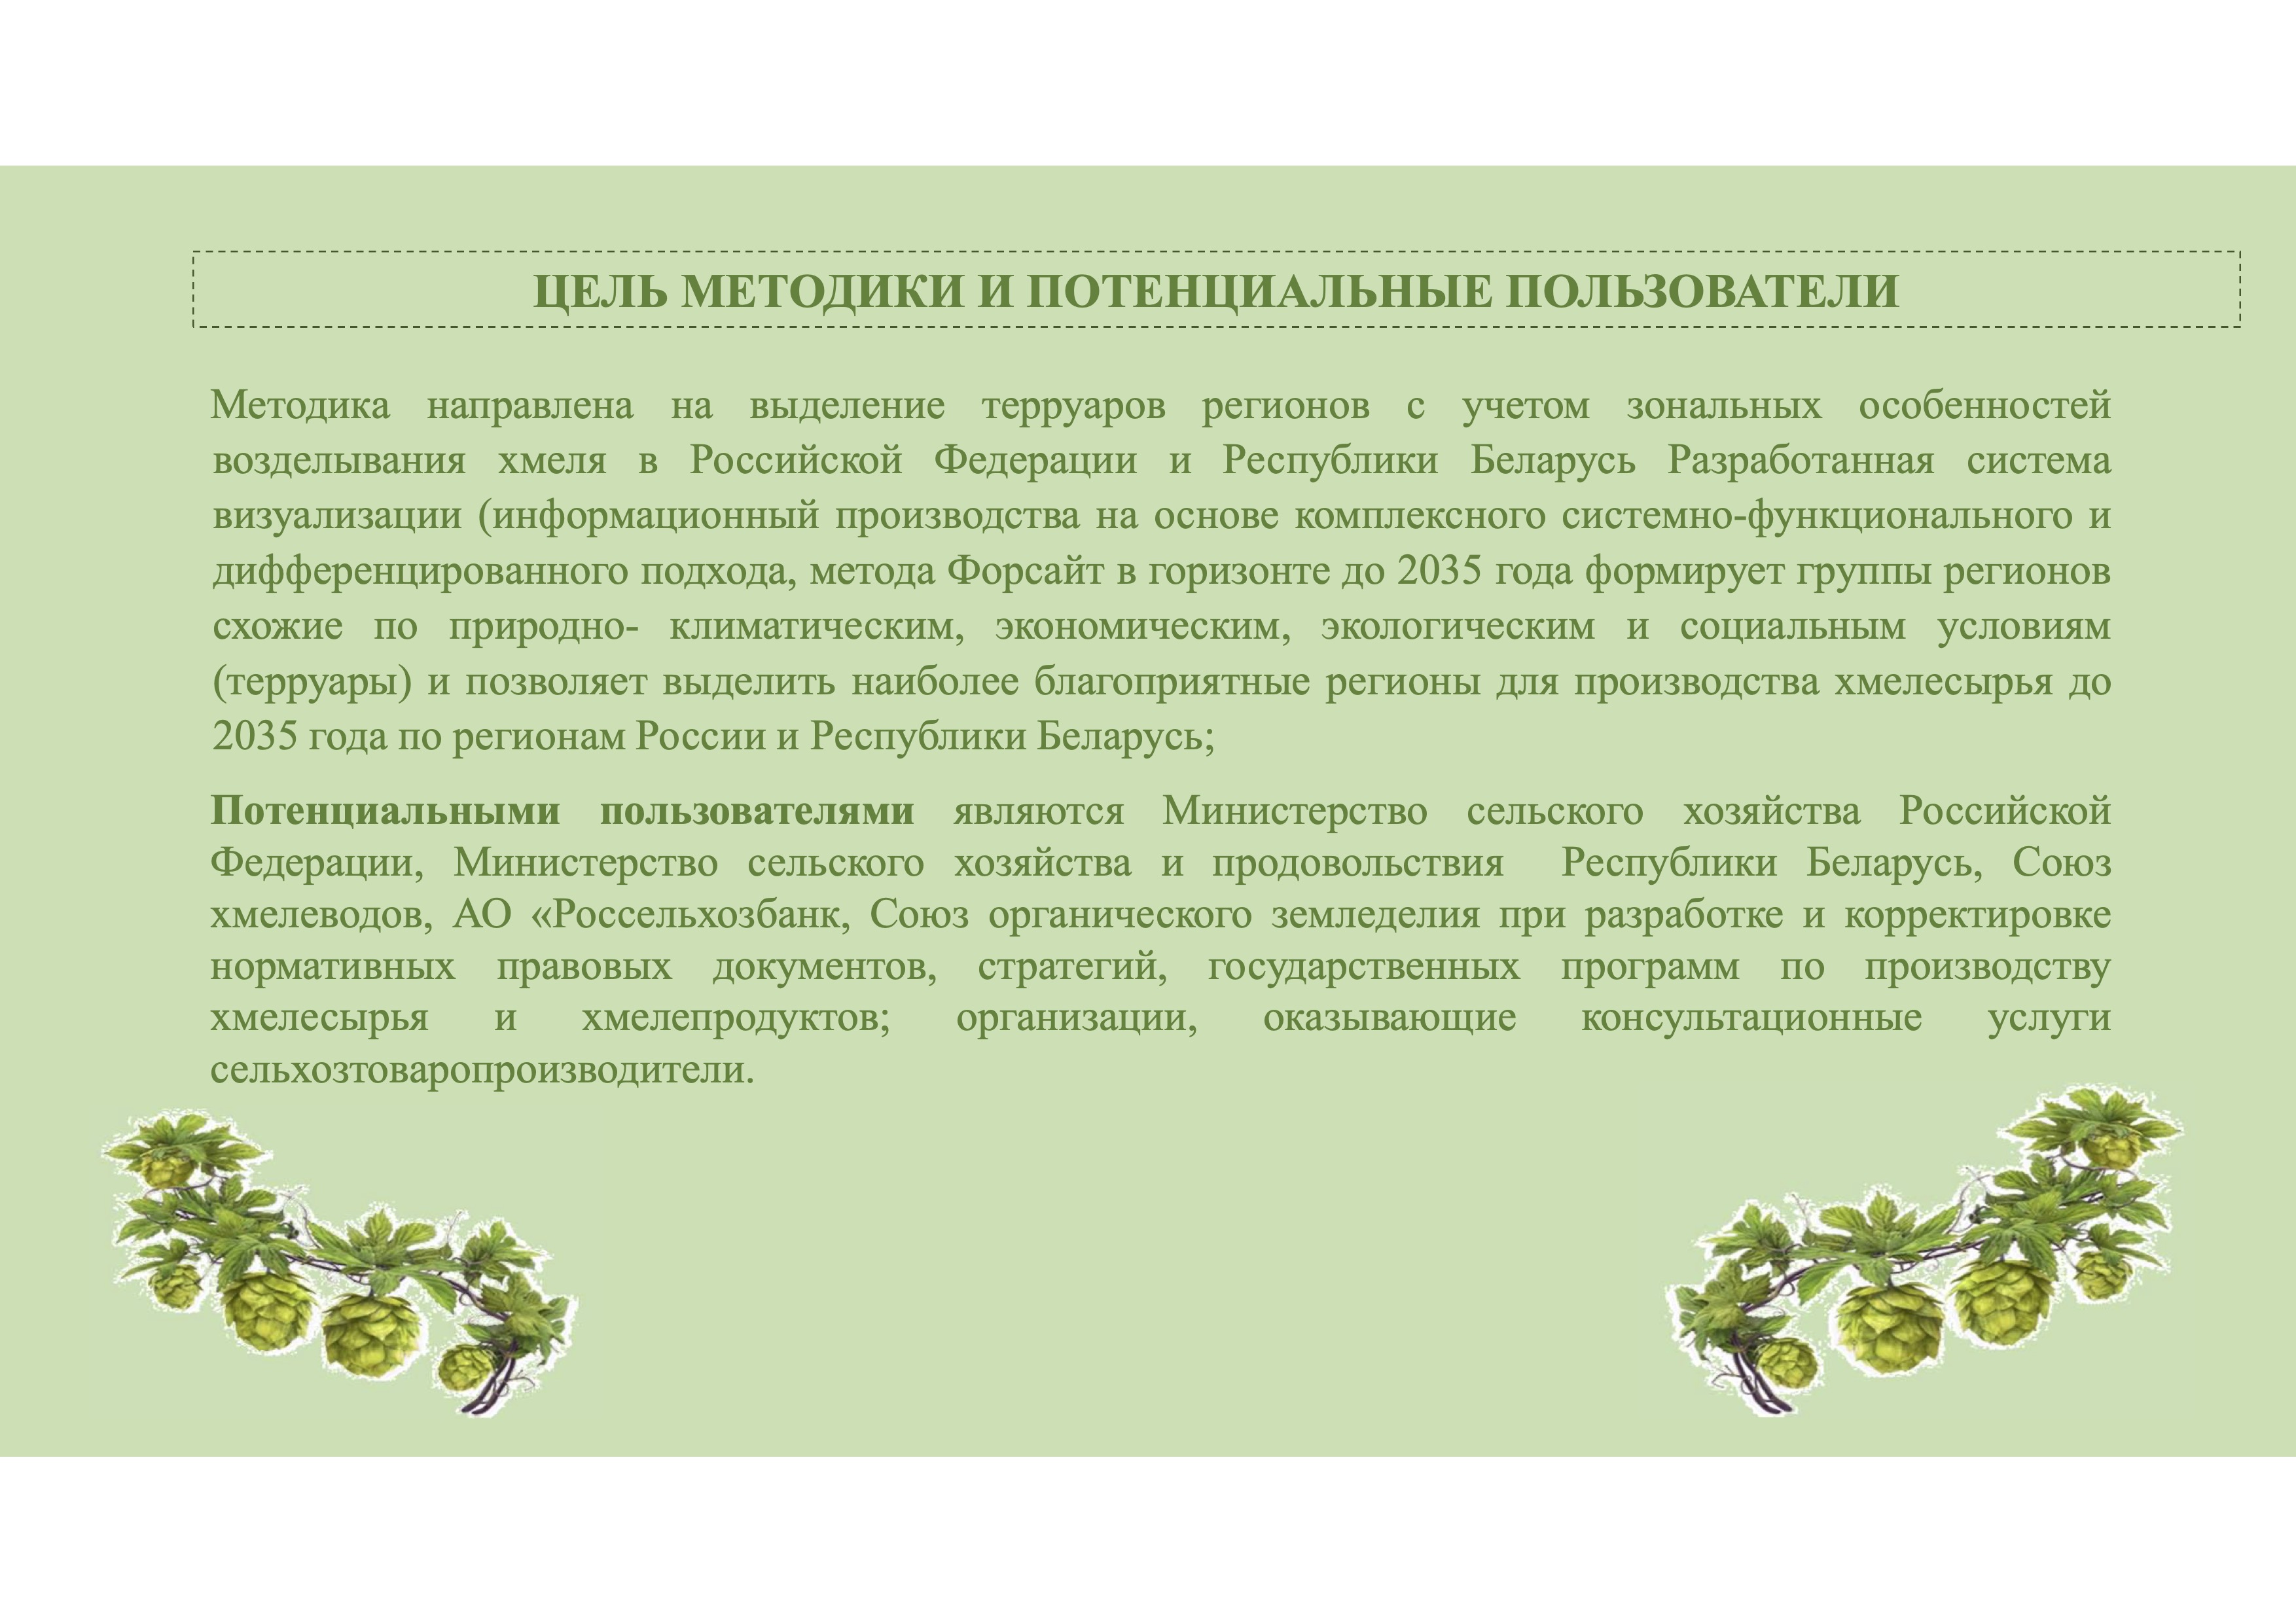 ЦЕЛЬ МЕТОДИКИ И ПОТЕНЦИАЛЬНЫЕ ПОЛЬЗОВАТЕЛИ
Методика направлена на выделение терруаров регионов с учетом зональных особенностей
возделывания хмеля в Российской Федерации и Республики Беларусь Разработанная система
визуализации (информационный производства на основе комплексного системно-функционального и
дифференцированного подхода, метода Форсайт в горизонте до 2035 года формирует группы регионов
схожие по природно- климатическим, экономическим, экологическим и социальным условиям
(терруары) и позволяет выделить наиболее благоприятные регионы для производства хмелесырья до
2035 года по регионам России и Республики Беларусь;
Потенциальными пользователями являются Министерство сельского хозяйства Российской
Федерации, Министерство сельского хозяйства и продовольствия Республики Беларусь, Союз
хмелеводов, АО «Россельхозбанк, Союз органического земледелия при разработке и корректировке
нормативных правовых документов, стратегий, государственных программ по производству
хмелесырья и хмелепродуктов; организации, оказывающие консультационные услуги
сельхозтоваропроизводители.